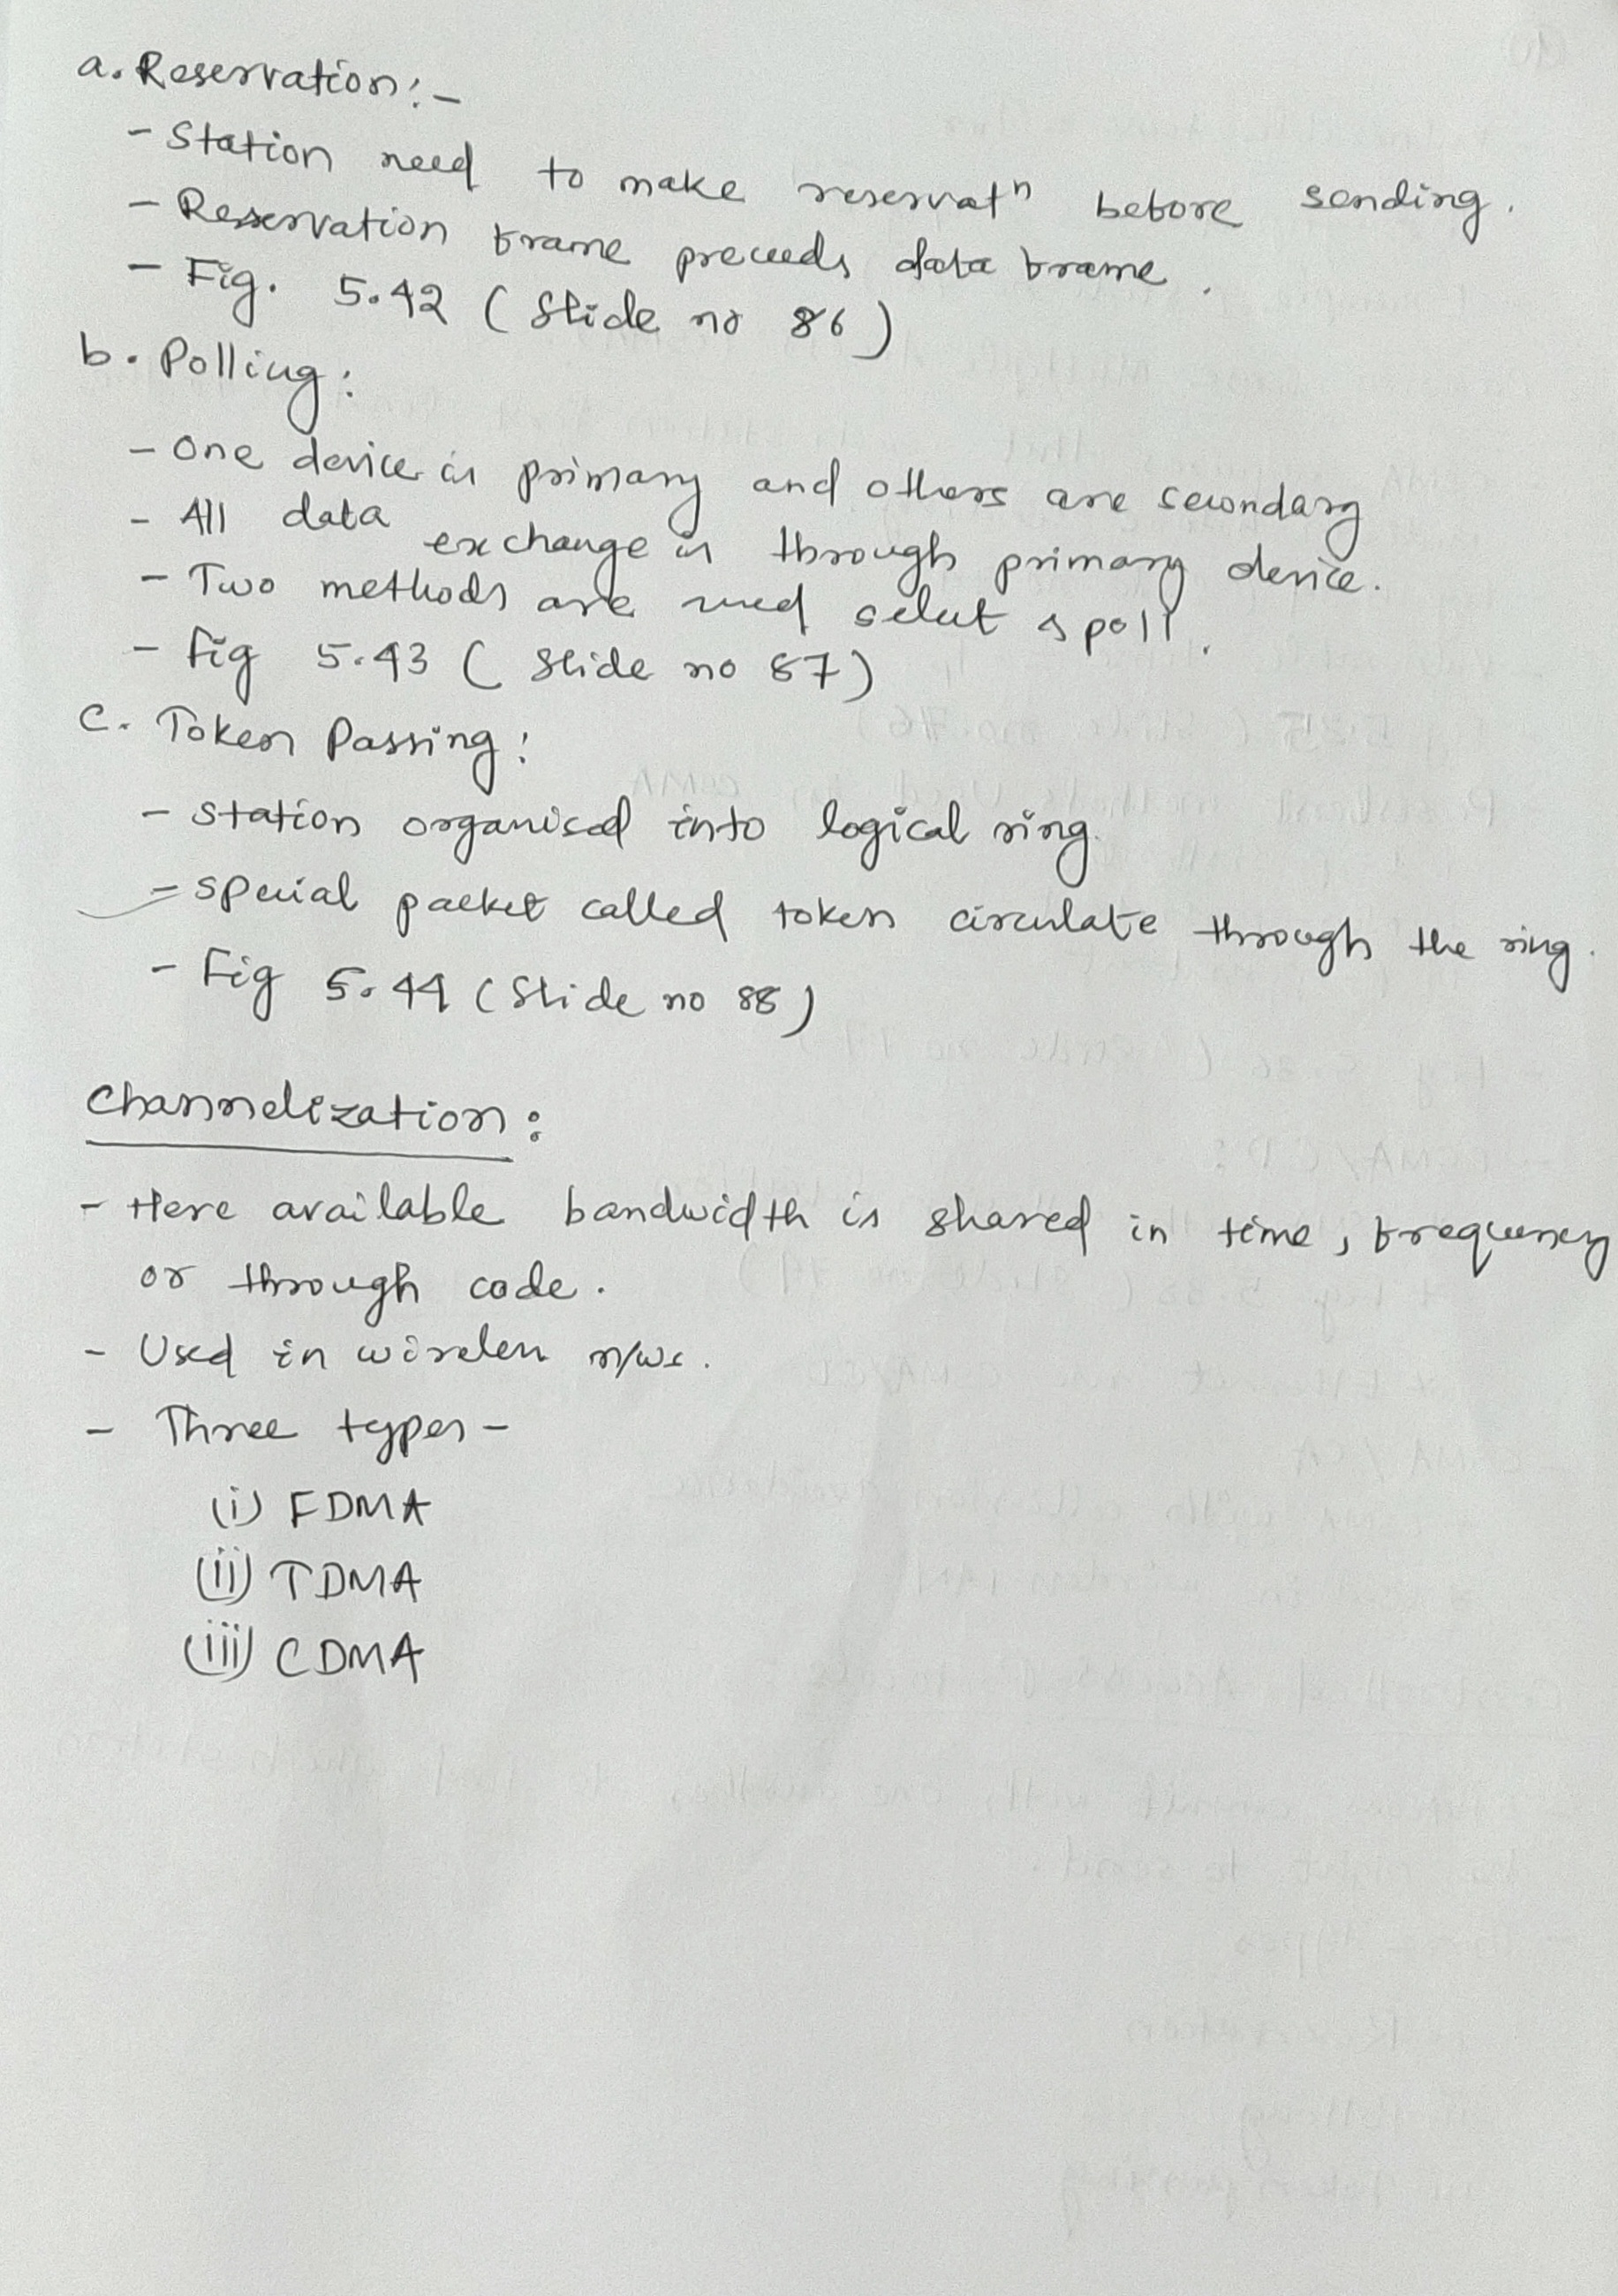 a. Reservation:-
- Station need to make reservatⁿ before sending.
- Reservation frame preceeds data frame.
- Fig. 5.42 (Slide no 86)
b. Polling:
- One device is primary and others are secondary
- All data exchange is through primary device.
- Two methods are used select & poll.
- Fig 5.43 (Slide no 87)
c. Token Passing:
- Station organised into logical ring.
- Special packet called token circulate through the ring.
- Fig 5.44 (Slide no 88)
Channelization:
- Here available bandwidth is shared in time, frequency
or through code.
- Used in wireless n/ws.
- Three types -
(i) FDMA
(ii) TDMA
(iii) CDMA